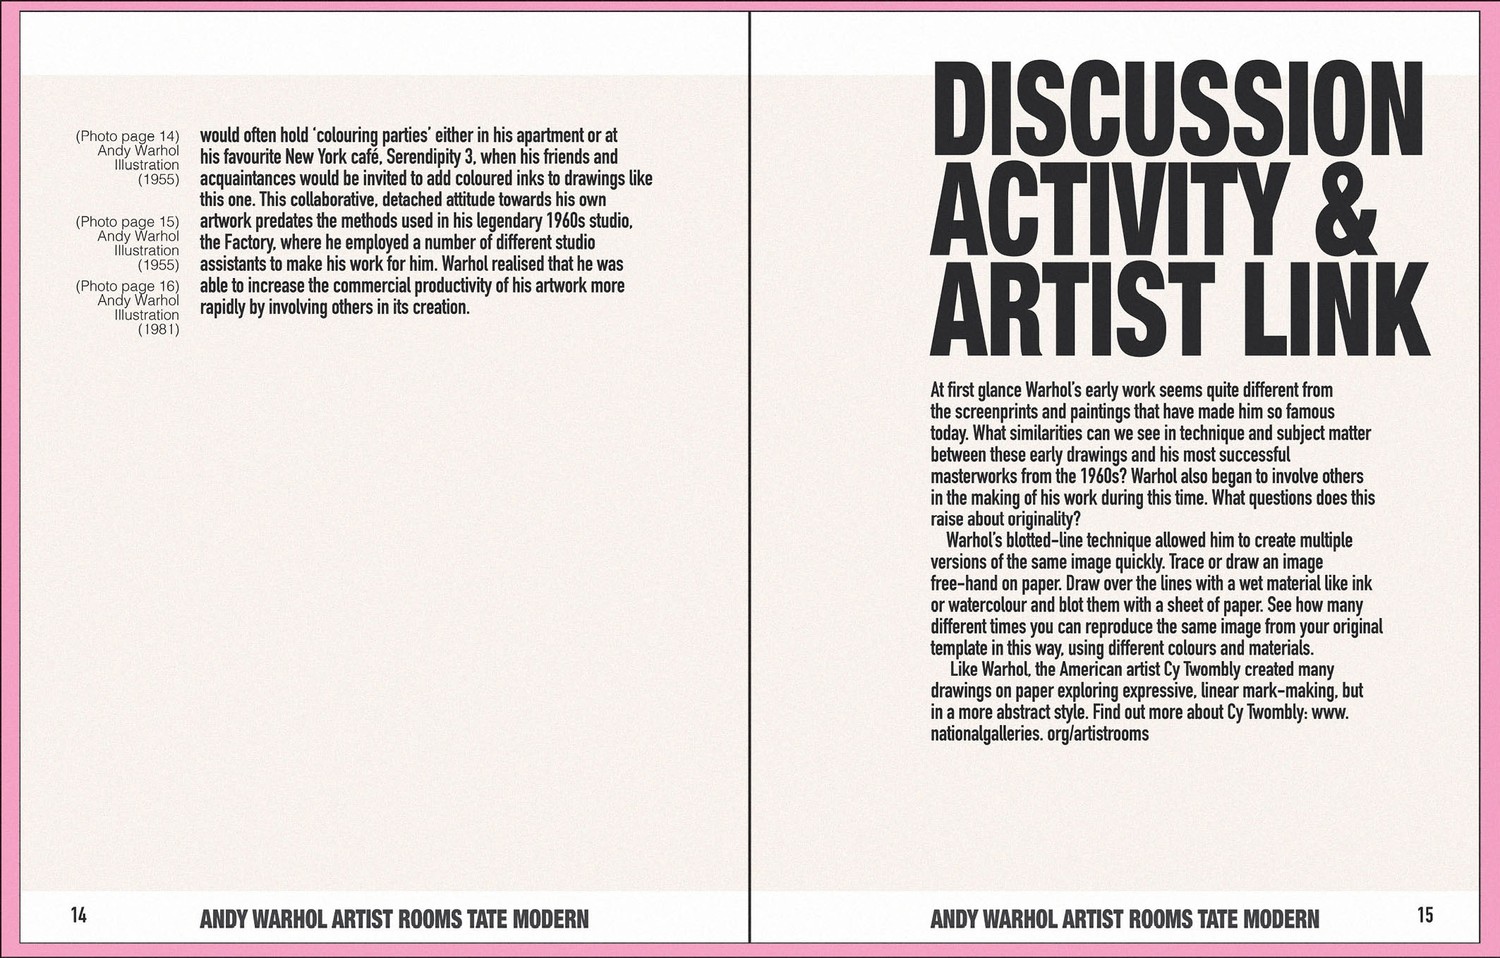 (Photo page 14)
Andy Warhol
Illustration
(1955)
(Photo page 15)
Andy Warhol
Illustration
(1955)
(Photo page 16)
Andy Warhol
Illustration
(1981)
would often hold ‘colouring parties’ either in his apartment or at
his favourite New York café, Serendipity 3, when his friends and
acquaintances would be invited to add coloured inks to drawings like
this one. This collaborative, detached attitude towards his own
artwork predates the methods used in his legendary 1960s studio,
the Factory, where he employed a number of different studio
assistants to make his work for him. Warhol realised that he was
able to increase the commercial productivity of his artwork more
rapidly by involving others in its creation.
14
ANDY WARHOL ARTIST ROOMS TATE MODERN
DISCUSSION
ACTIVITY &
ARTIST LINK
At first glance Warhol’s early work seems quite different from
the screenprints and paintings that have made him so famous
today. What similarities can we see in technique and subject matter
between these early drawings and his most successful
masterworks from the 1960s? Warhol also began to involve others
in the making of his work during this time. What questions does this
raise about originality?
Warhol’s blotted-line technique allowed him to create multiple
versions of the same image quickly. Trace or draw an image
free-hand on paper. Draw over the lines with a wet material like ink
or watercolour and blot them with a sheet of paper. See how many
different times you can reproduce the same image from your original
template in this way, using different colours and materials.
Like Warhol, the American artist Cy Twombly created many
drawings on paper exploring expressive, linear mark-making, but
in a more abstract style. Find out more about Cy Twombly: www.
nationalgalleries. org/artistrooms
ANDY WARHOL ARTIST ROOMS TATE MODERN
15